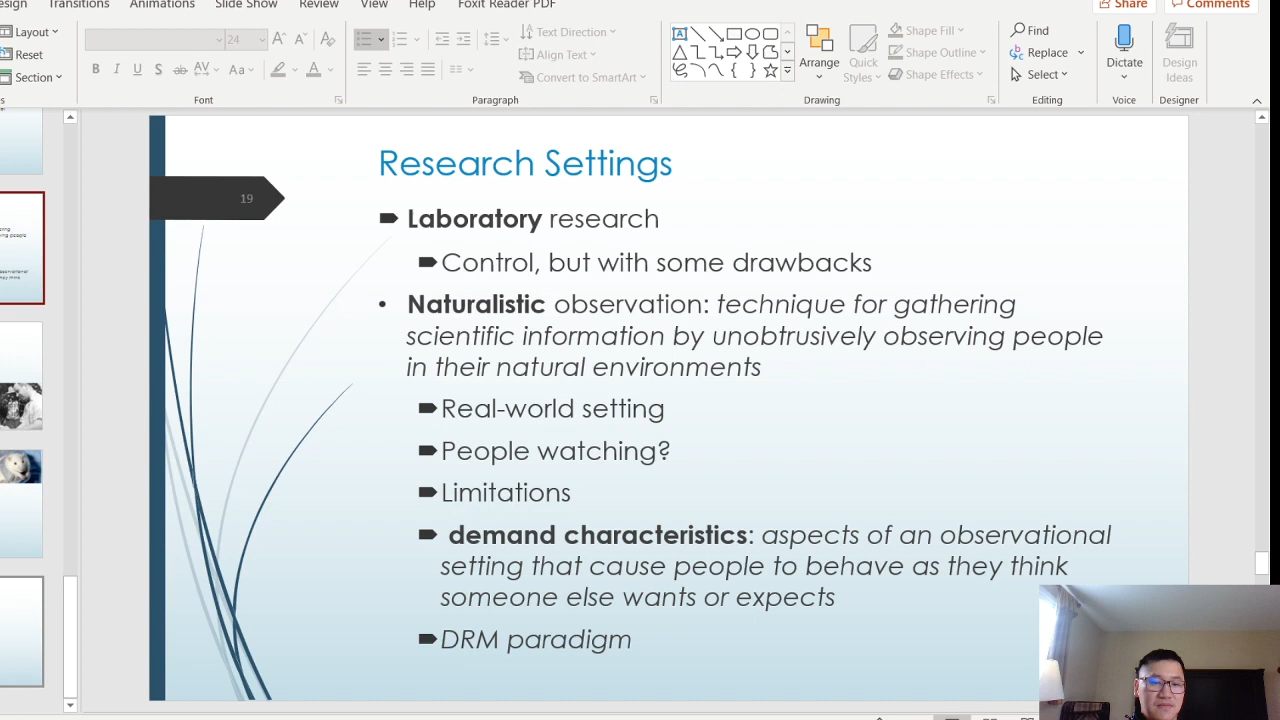 esign Transitions Animations Slide Show Review View Help Foxit Reader PDF Share Comments
Layout 24 Text Direction Shape Fill Find
Reset Align Text Arrange Quick Shape Outline Replace Dictate Design
Section B I U S ab AV Aa A Convert to SmartArt Styles Shape Effects Select Ideas
Font Paragraph Drawing Editing Voice Designer
19
Research Settings
Laboratory research
Control, but with some drawbacks
• Naturalistic observation: technique for gathering
scientific information by unobtrusively observing people
in their natural environments
Real-world setting
People watching?
Limitations
demand characteristics: aspects of an observational
setting that cause people to behave as they think
someone else wants or expects
DRM paradigm